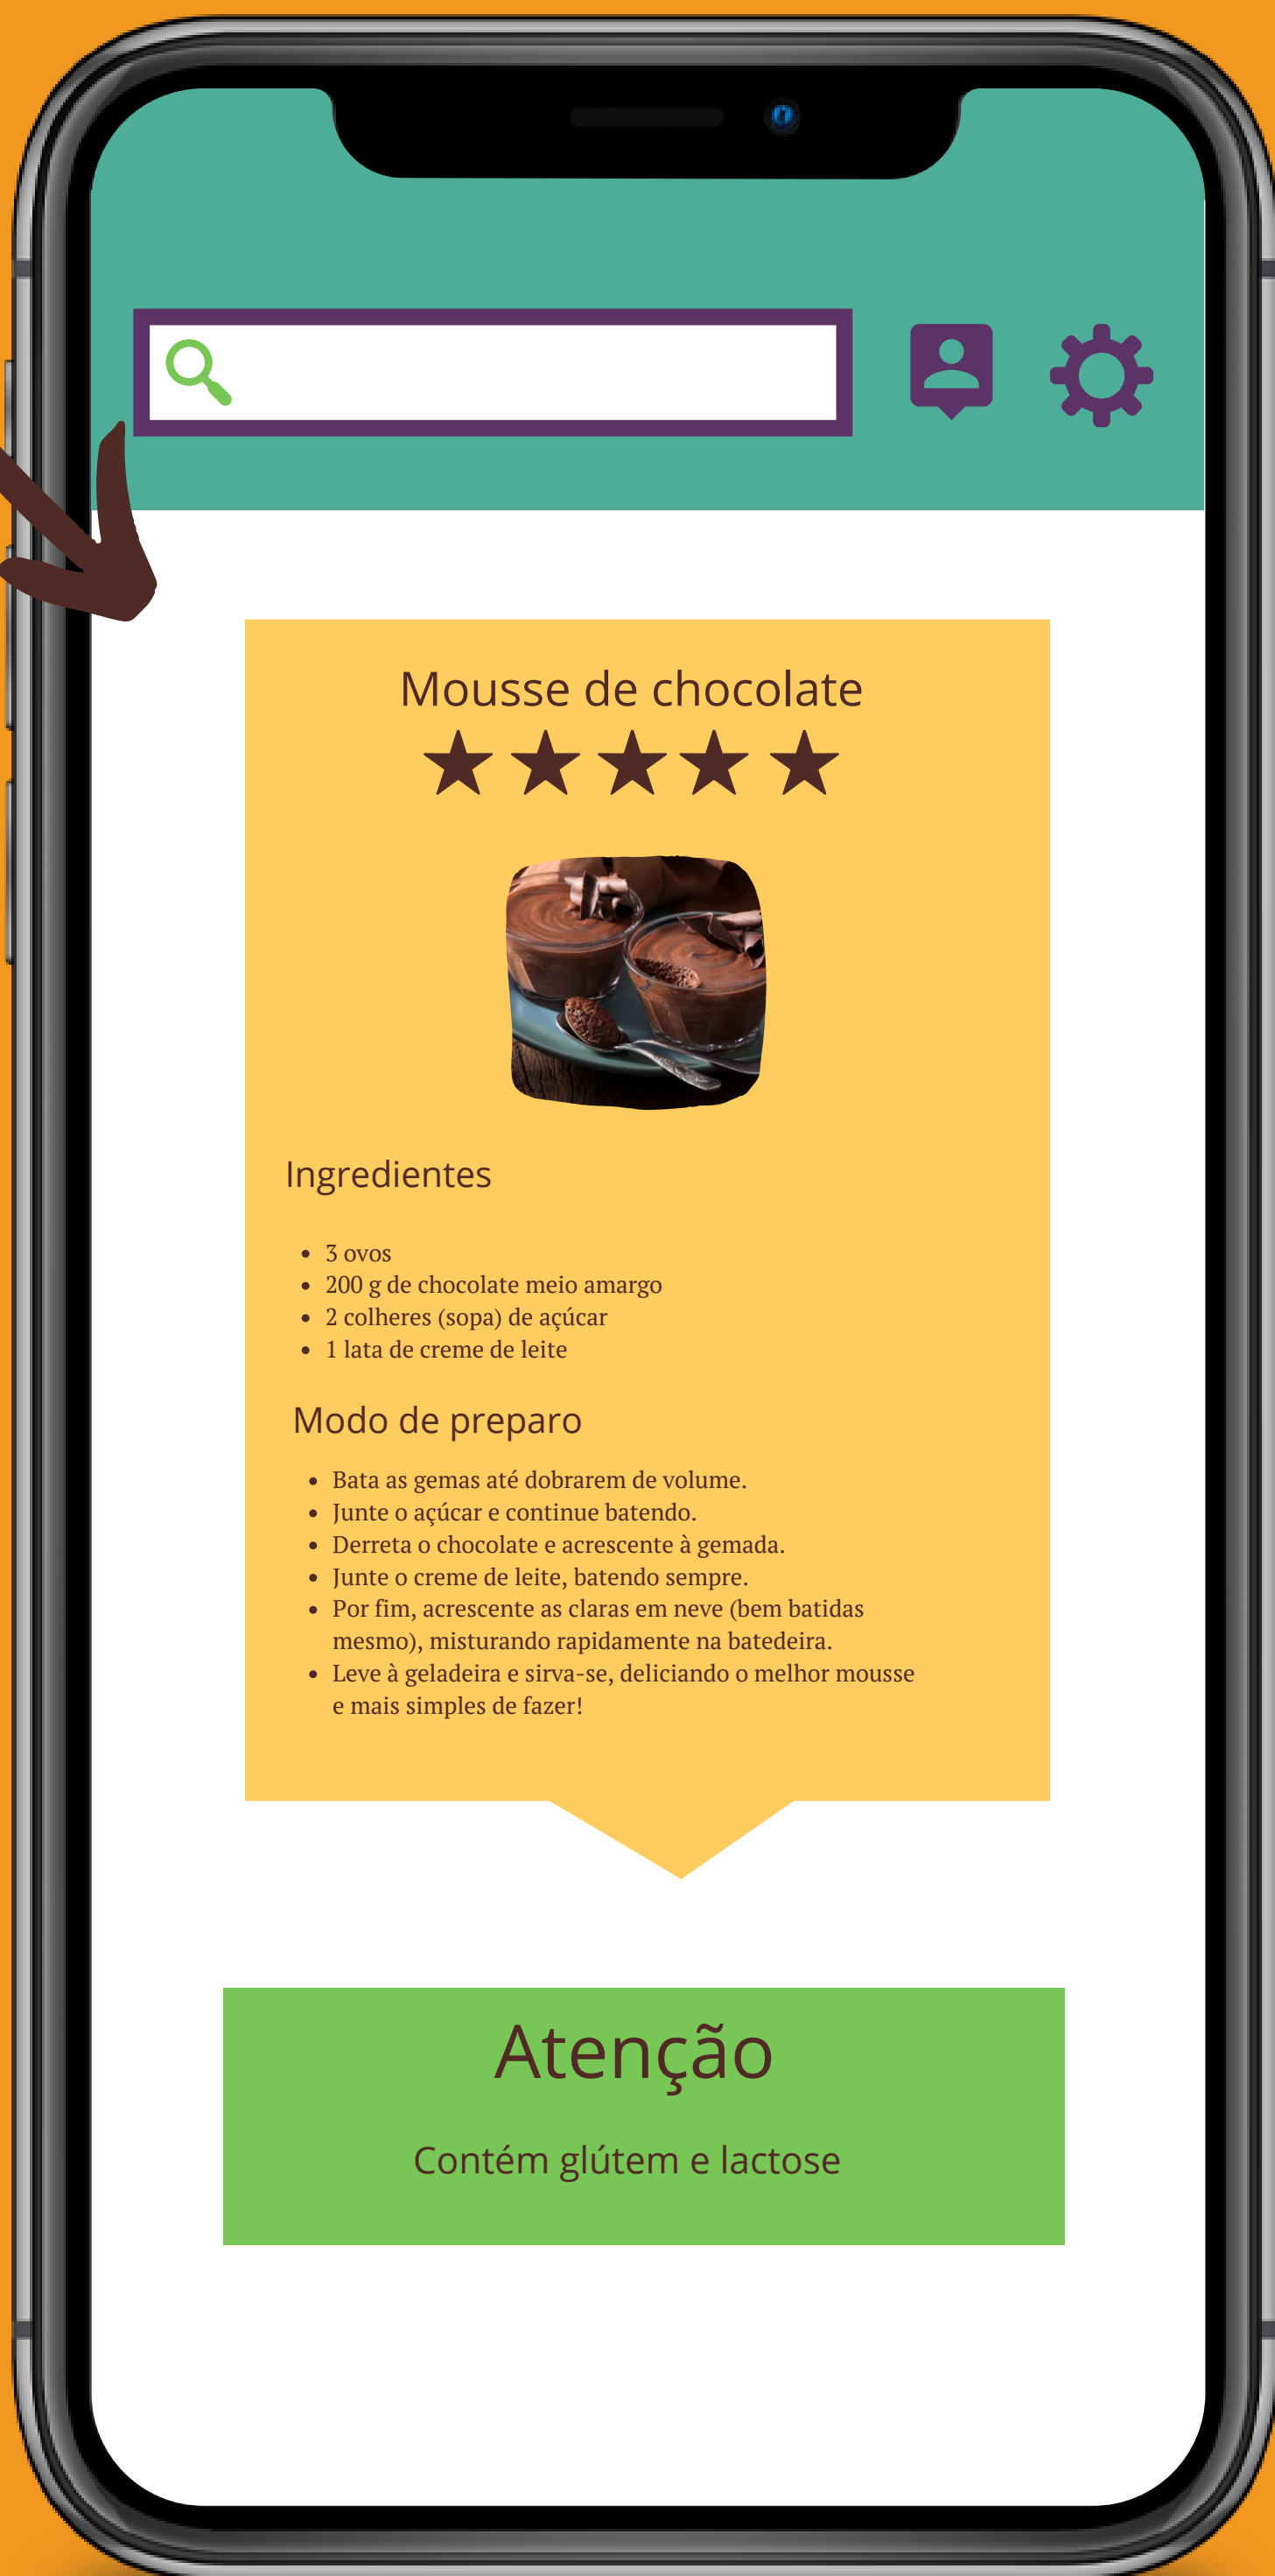 Mousse de chocolate
Ingredientes
• 3 ovos
• 200 g de chocolate meio amargo
• 2 colheres (sopa) de açúcar
• 1 lata de creme de leite
Modo de preparo
• Bata as gemas até dobrarem de volume.
• Junte o açúcar e continue batendo.
• Derreta o chocolate e acrescente à gemada.
• Junte o creme de leite, batendo sempre.
• Por fim, acrescente as claras em neve (bem batidas
mesmo), misturando rapidamente na batedeira.
• Leve à geladeira e sirva-se, deliciando o melhor mousse
e mais simples de fazer!
Atenção
Contém glútem e lactose